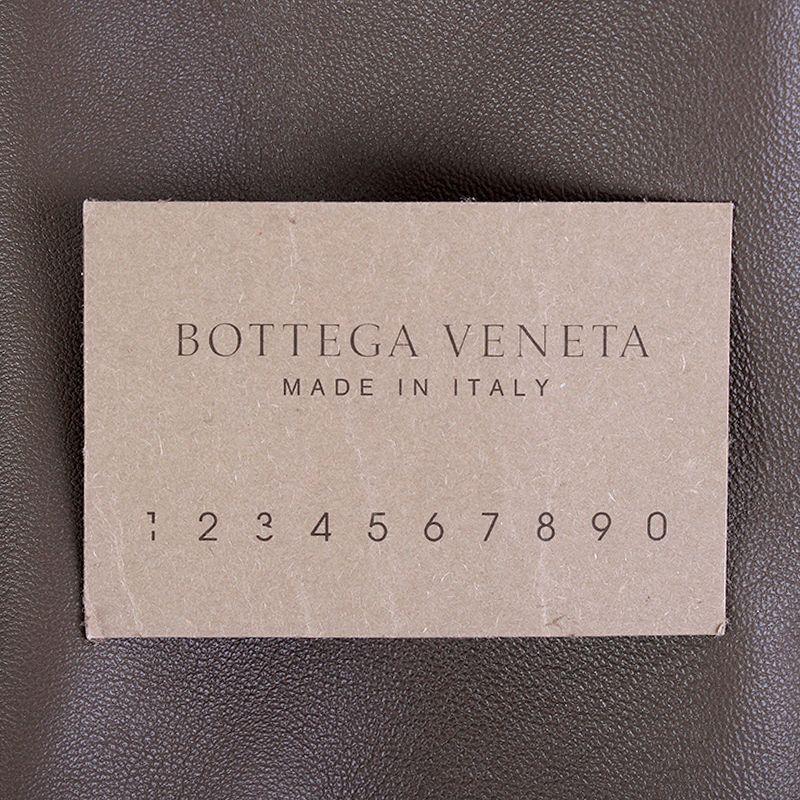 BOTTEGA VENETA
MADE IN ITALY
1 2 3 4 5 6 7 8 9 0